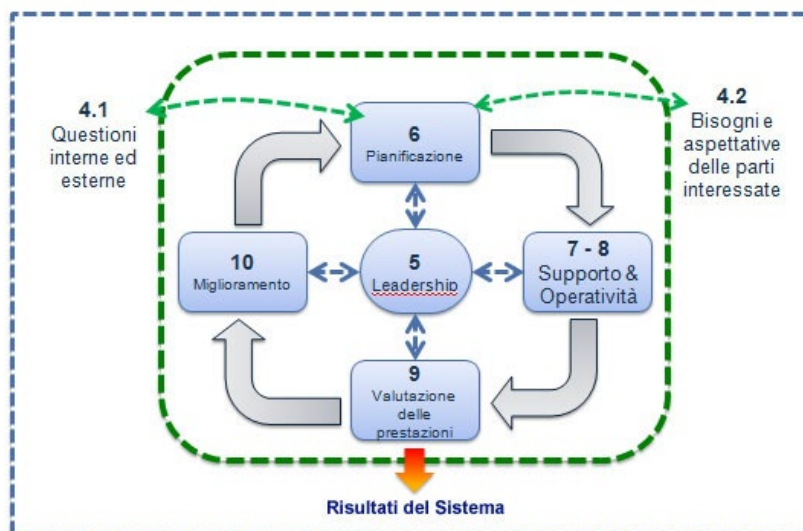 4.1
Questioni
interne ed
esterne
4.2
Bisogni e
aspettative
delle parti
interessate
6
Pianificazione
10
Miglioramento
5
Leadership
7 - 8
Supporto &
Operatività
9
Valutazione
delle
prestazioni
Risultati del Sistema